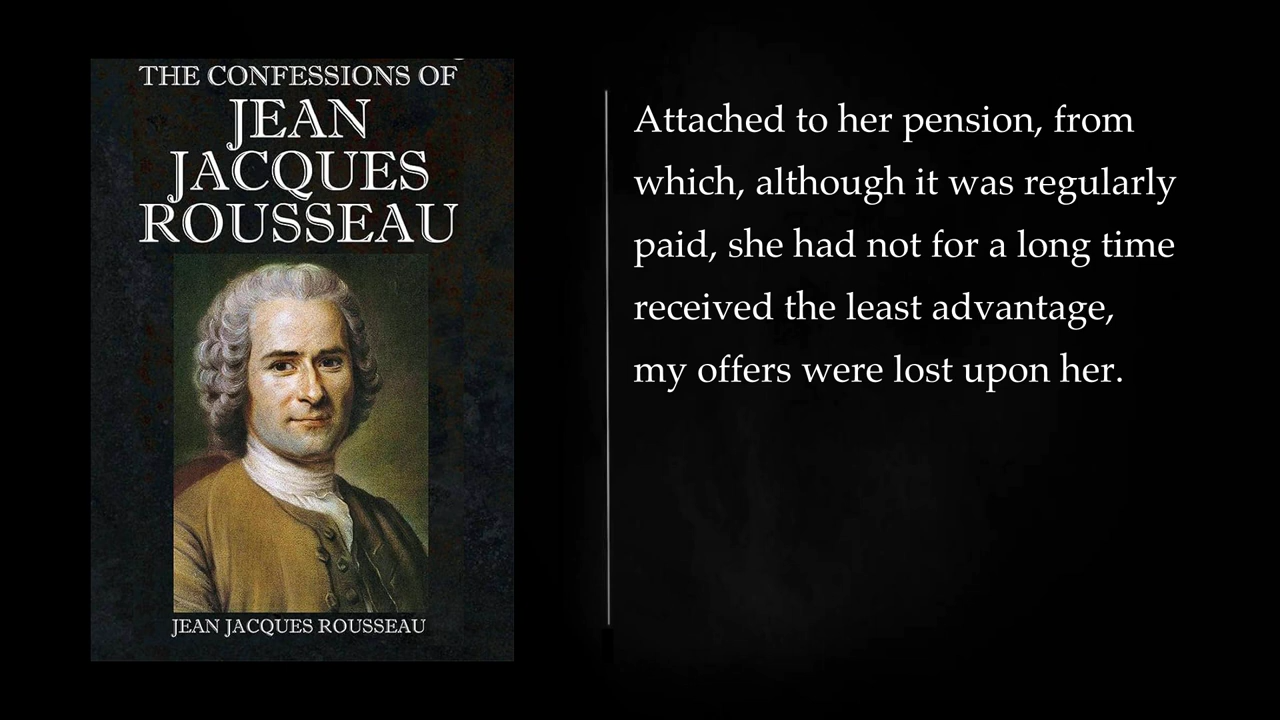 THE CONFESSIONS OF
JEAN
JACQUES
ROUSSEAU
JEAN JACQUES ROUSSEAU
Attached to her pension, from
which, although it was regularly
paid, she had not for a long time
received the least advantage,
my offers were lost upon her.